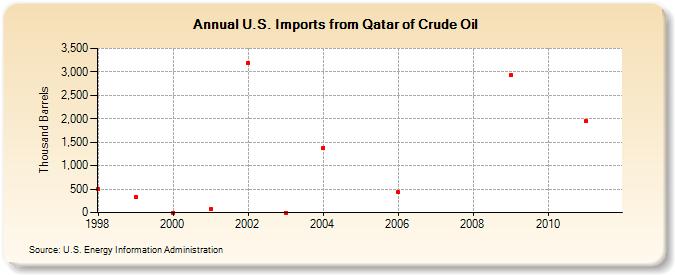 Annual U.S. Imports from Qatar of Crude Oil
Thousand Barrels
3,500
3,000
2,500
2,000
1,500
1,000
500
0
1998 2000 2002 2004 2006 2008 2010
Source: U.S. Energy Information Administration